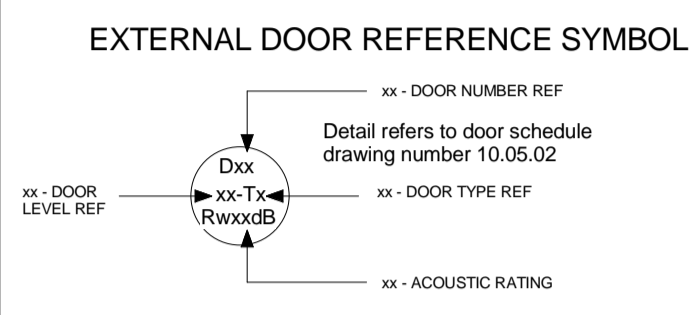 EXTERNAL DOOR REFERENCE SYMBOL
xx - DOOR NUMBER REF
Detail refers to door schedule
drawing number 10.05.02
Dxx
xx-Tx
RwxxdB
xx - DOOR
LEVEL REF
xx - DOOR TYPE REF
xx - ACOUSTIC RATING